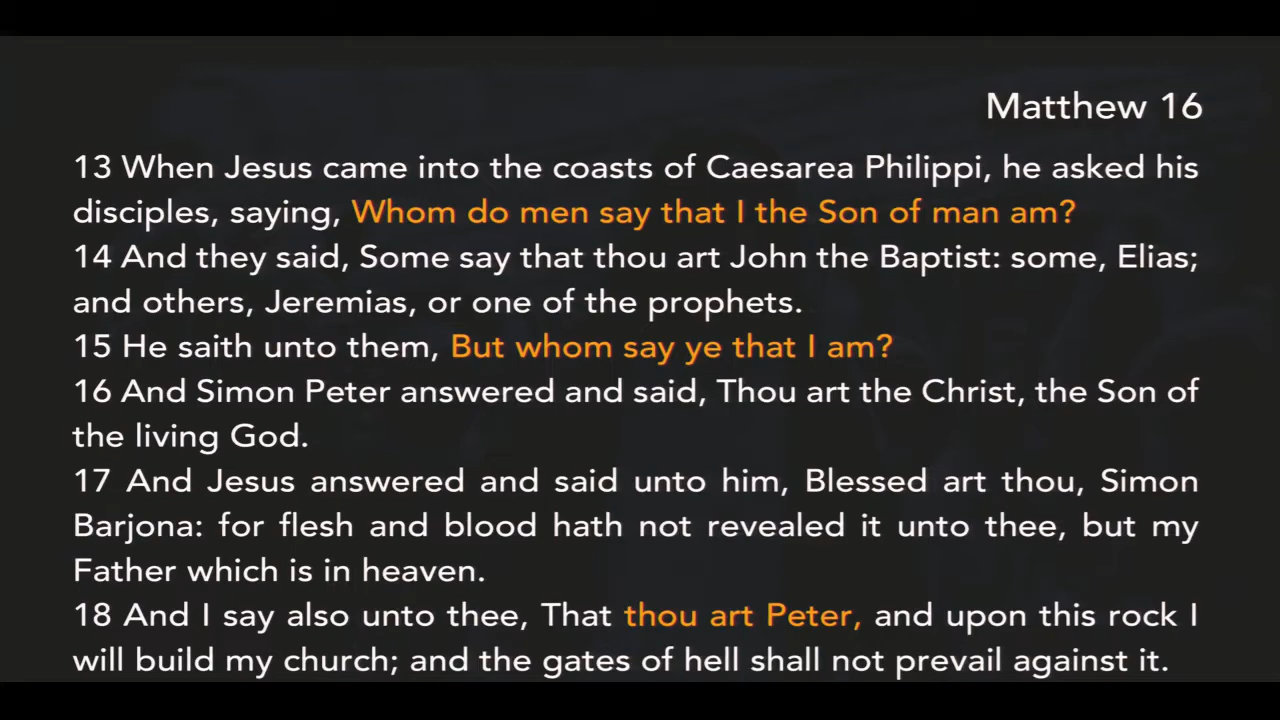 Matthew 16
13 When Jesus came into the coasts of Caesarea Philippi, he asked his
disciples, saying, Whom do men say that I the Son of man am?
14 And they said, Some say that thou art John the Baptist: some, Elias;
and others, Jeremias, or one of the prophets.
15 He saith unto them, But whom say ye that I am?
16 And Simon Peter answered and said, Thou art the Christ, the Son of
the living God.
17 And Jesus answered and said unto him, Blessed art thou, Simon
Barjona: for flesh and blood hath not revealed it unto thee, but my
Father which is in heaven.
18 And I say also unto thee, That thou art Peter, and upon this rock I
will build my church; and the gates of hell shall not prevail against it.